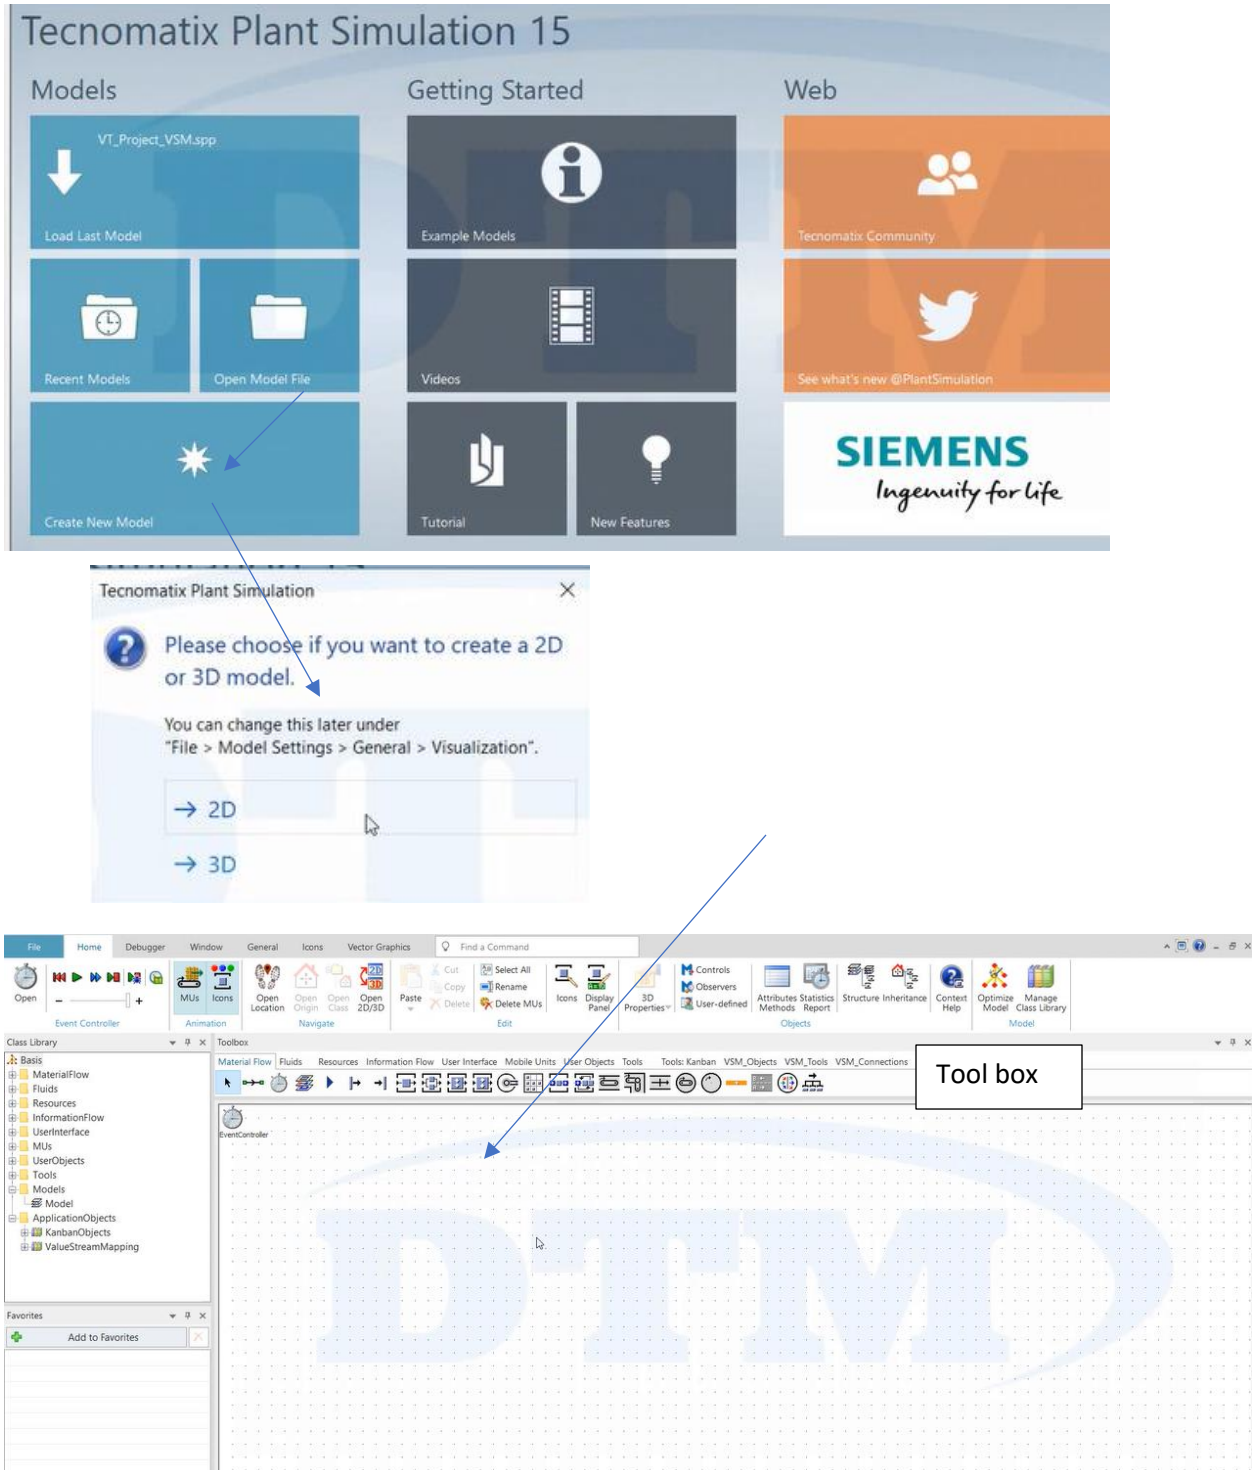 Tecnomatix Plant Simulation 15
Models
Getting Started
Web
VT_Project_VSM.spp
Load Last Model
Example Models
Tecnomatix Community
Recent Models
Open Model File
Videos
See what's new @PlantSimulation
SIEMENS
Ingenuity for life
Create New Model
Tutorial
New Features
Tecnomatix Plant Simulation
Please choose if you want to create a 2D
or 3D model.
You can change this later under
"File > Model Settings > General > Visualization".
→ 2D
→ 3D
File Home Debugger Window General Icons Vector Graphics Find a Command
Open
Event Controller
MUs Icons
Animation
Open Location
Open Origin
Open Class
Open 2D/3D
Navigate
Paste
Cut
Copy
Delete
Select All
Rename
Delete MUs
Edit
Icons
Display Panel
3D Properties
Controls
Observers
User-defined
Attributes Methods
Statistics Report
Structure
Inheritance
Objects
Context Help
Optimize Model
Manage Class Library
Model
Class Library
Toolbox
Basis
MaterialFlow
Fluids
Resources
InformationFlow
UserInterface
MUs
UserObjects
Tools
Models
Model
ApplicationObjects
KanbanObjects
ValueStreamMapping
Material Flow Fluids Resources Information Flow User Interface Mobile Units User Objects Tools Tools: Kanban VSM_Objects VSM_Tools VSM_Connections
Tool box
EventController
Favorites
Add to Favorites
DTM